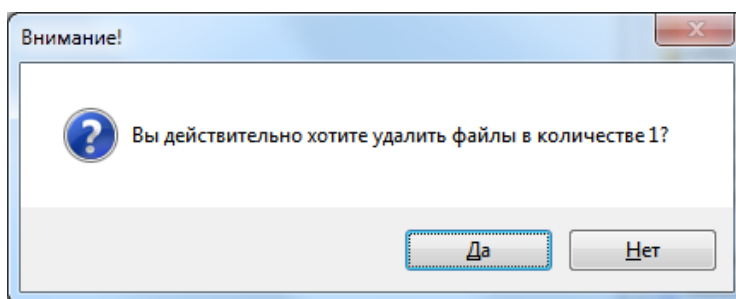 Внимание!
Вы действительно хотите удалить файлы в количестве 1?
Да
Нет